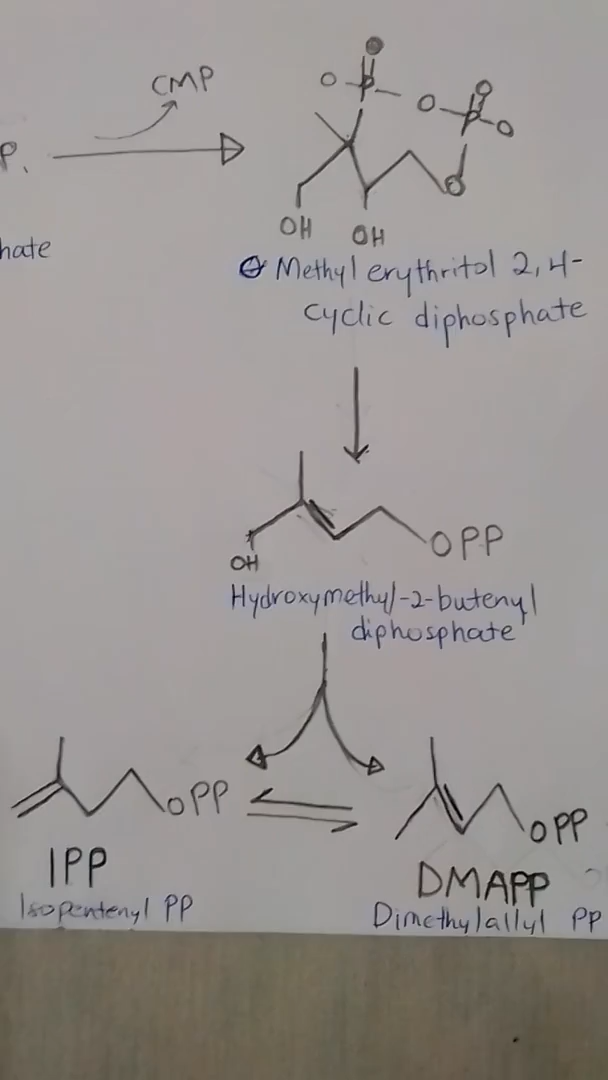 CMP
O P O P O
O
O
P.
O
OH
OH
hate
Methyl erythritol 2,4-
cyclic diphosphate
OPP
OH
Hydroxymethyl-2-butenyl
diphosphate
OPP
OPP
IPP
DMAPP
Isopentenyl PP
Dimethylallyl PP